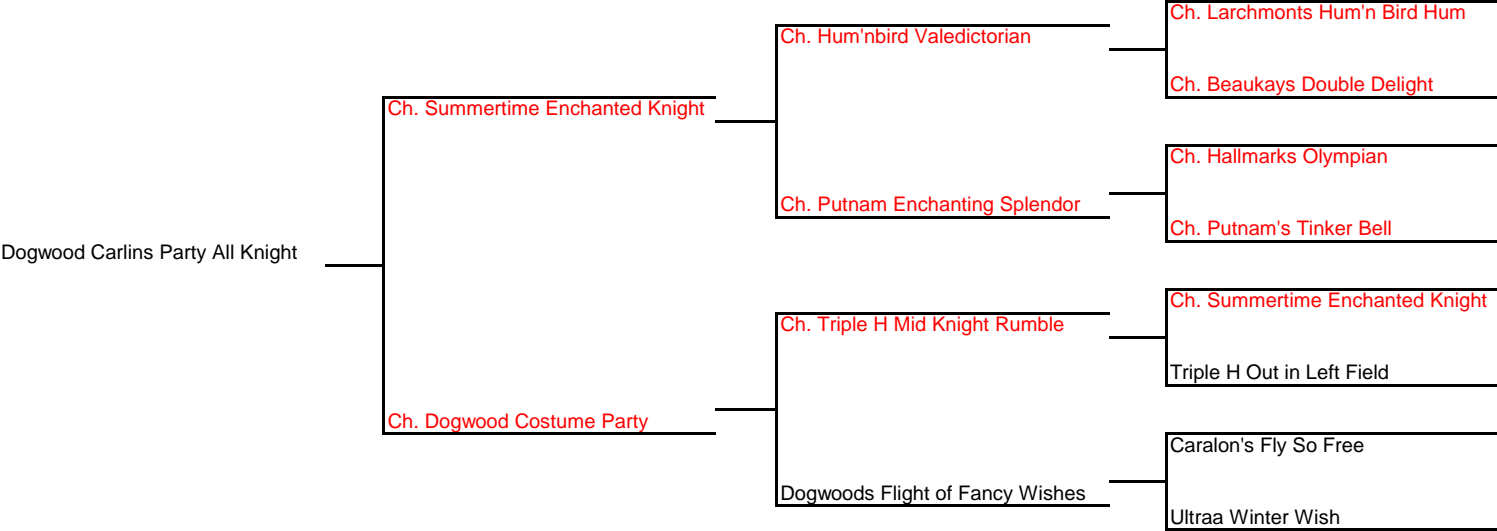 Ch. Larchmonts Hum'n Bird Hum
Ch. Hum'nbird Valedictorian
Ch. Beaukays Double Delight
Ch. Summertime Enchanted Knight
Ch. Hallmarks Olympian
Ch. Putnam Enchanting Splendor
Ch. Putnam's Tinker Bell
Dogwood Carlins Party All Knight
Ch. Summertime Enchanted Knight
Ch. Triple H Mid Knight Rumble
Triple H Out in Left Field
Ch. Dogwood Costume Party
Caralon's Fly So Free
Dogwoods Flight of Fancy Wishes
Ultraa Winter Wish